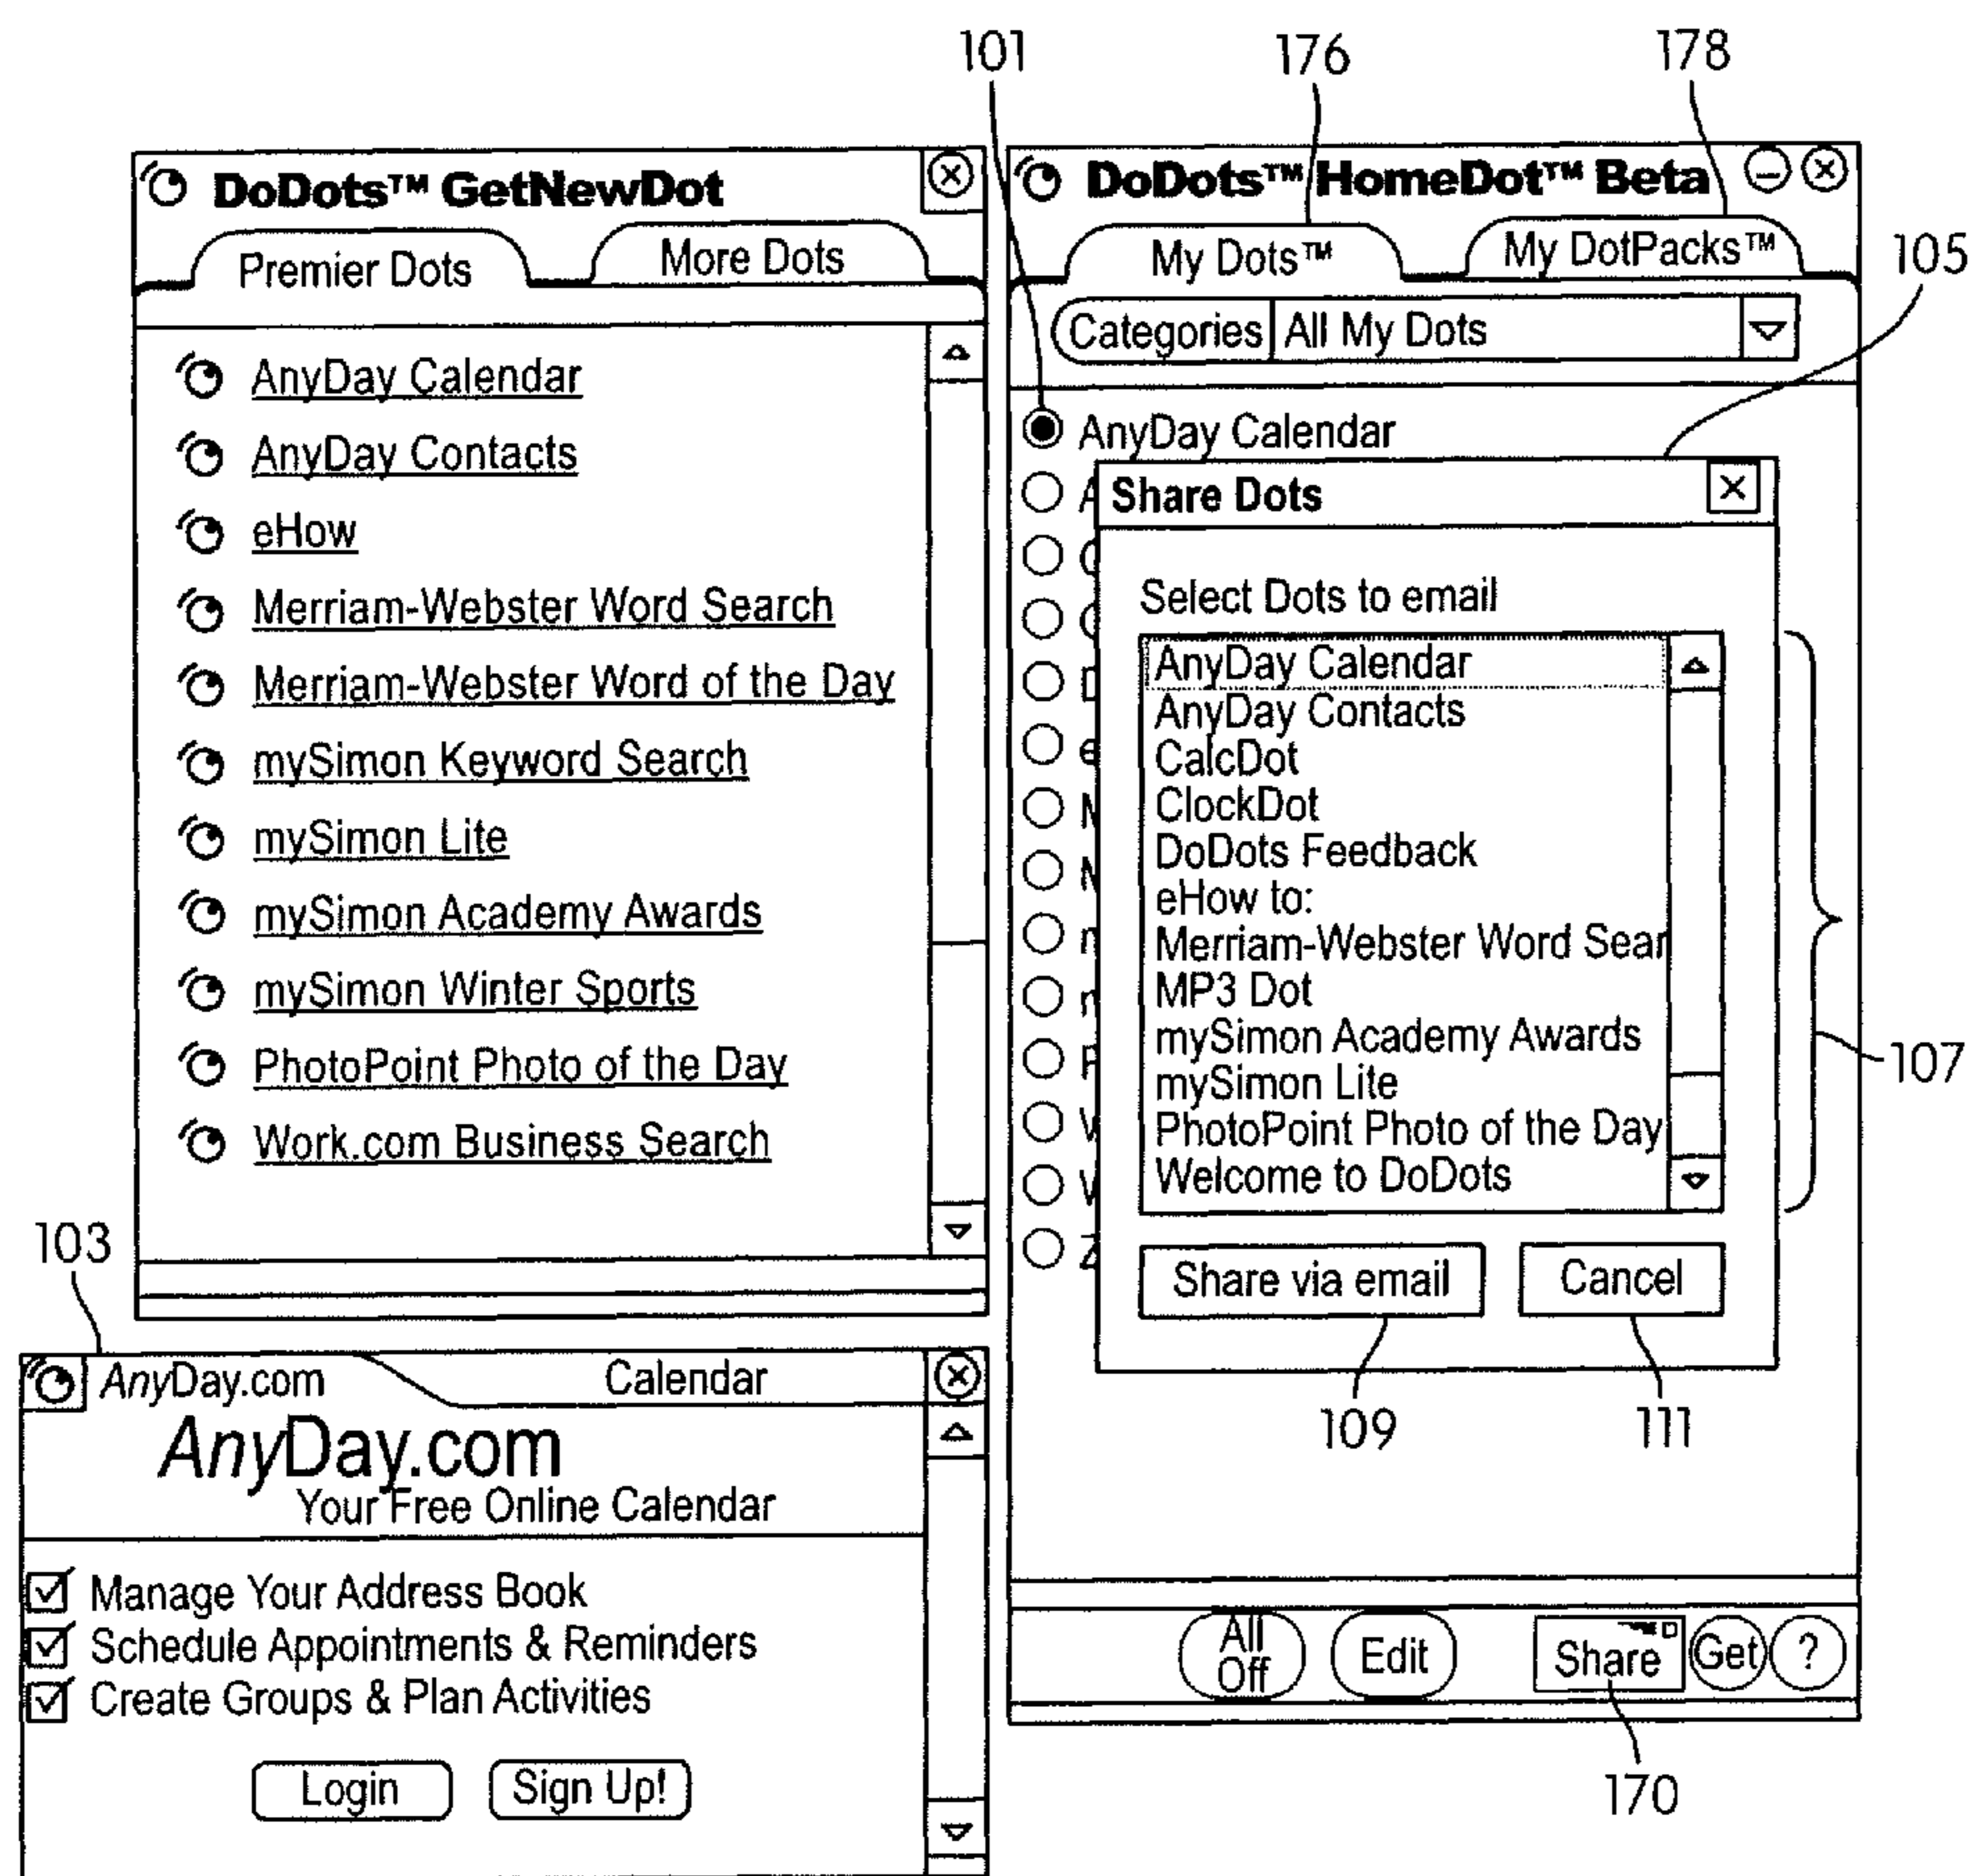 101
176
178
DoDots™ GetNewDot
Premier Dots
More Dots
AnyDay Calendar
AnyDay Contacts
eHow
Merriam-Webster Word Search
Merriam-Webster Word of the Day
mySimon Keyword Search
mySimon Lite
mySimon Academy Awards
mySimon Winter Sports
PhotoPoint Photo of the Day
Work.com Business Search
DoDots™ HomeDot™ Beta
My Dots™
My DotPacks™
105
Categories
All My Dots
AnyDay Calendar
Share Dots
Select Dots to email
AnyDay Calendar
AnyDay Contacts
CalcDot
ClockDot
DoDots Feedback
eHow to:
Merriam-Webster Word Sear
MP3 Dot
mySimon Academy Awards
mySimon Lite
PhotoPoint Photo of the Day
Welcome to DoDots
107
Share via email
Cancel
109
111
All
Off
Edit
Share
Get
?
170
103
AnyDay.com
Calendar
AnyDay.com
Your Free Online Calendar
Manage Your Address Book
Schedule Appointments & Reminders
Create Groups & Plan Activities
Login
Sign Up!